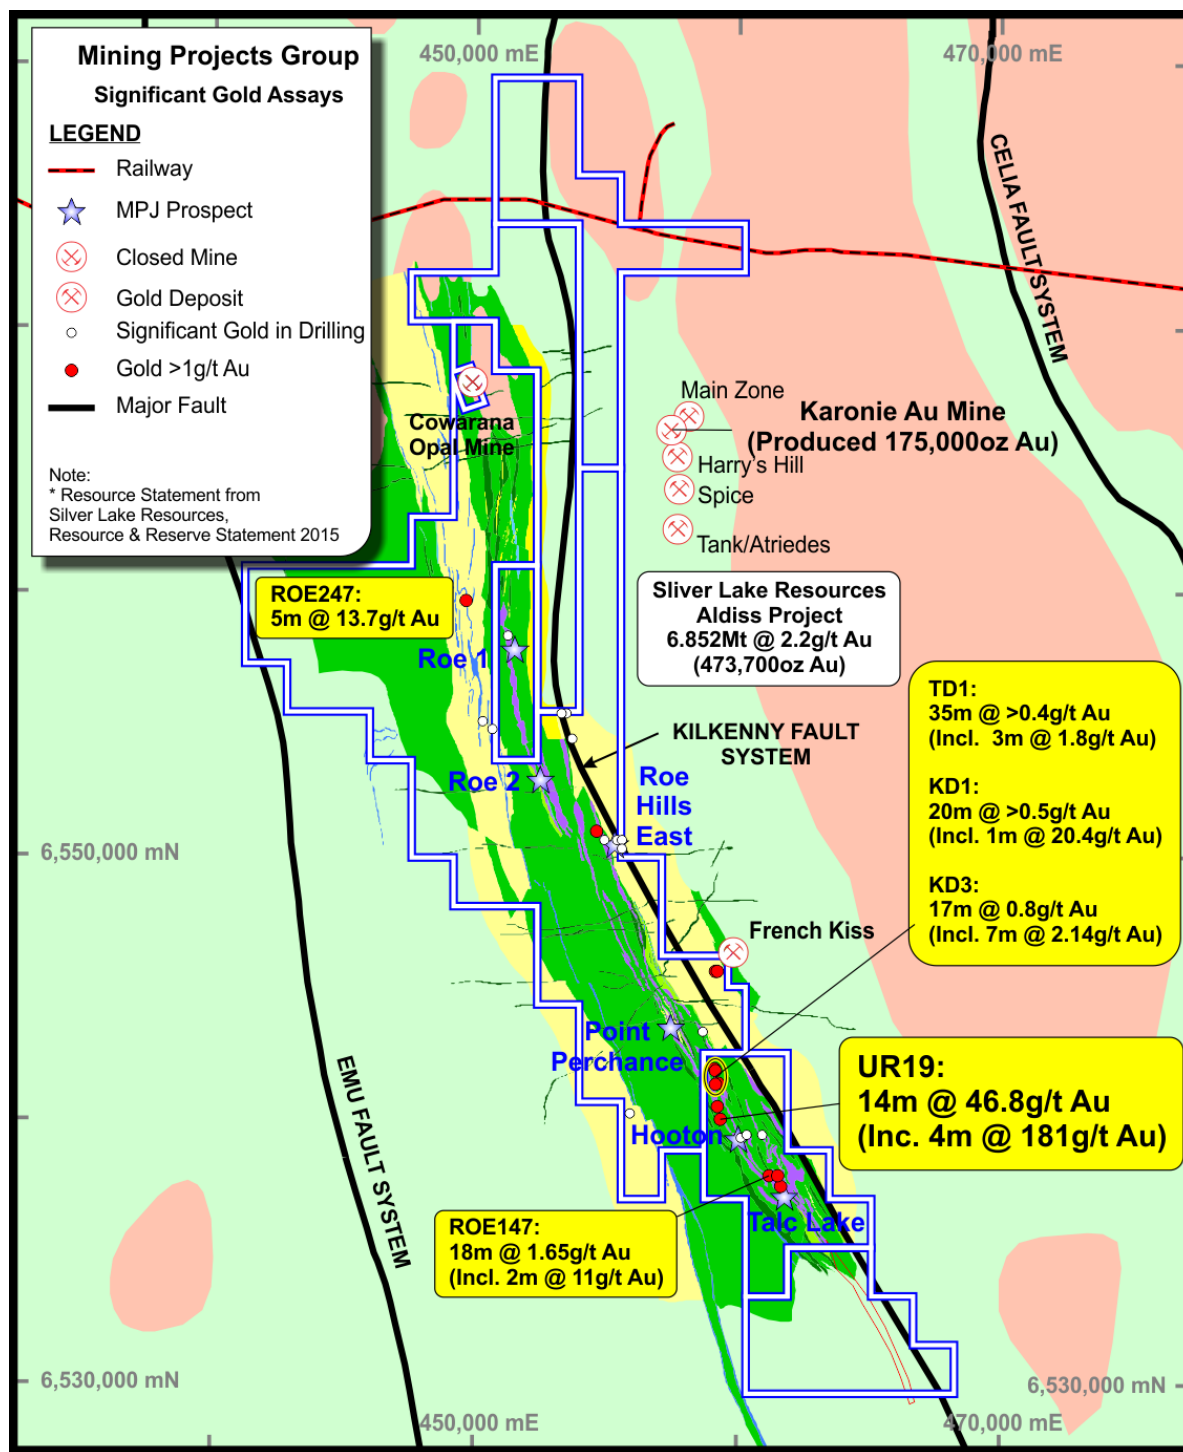 Mining Projects Group
Significant Gold Assays
LEGEND
Railway
MPJ Prospect
Closed Mine
Gold Deposit
Significant Gold in Drilling
Gold >1g/t Au
Major Fault
Note:
* Resource Statement from
Silver Lake Resources,
Resource & Reserve Statement 2015
450,000 mE
470,000 mE
CELIA FAULT SYSTEM
Cowarana
Opal Mine
Main Zone
Karonie Au Mine
(Produced 175,000oz Au)
Harry's Hill
Spice
Tank/Atriedes
ROE247:
5m @ 13.7g/t Au
Sliver Lake Resources
Aldiss Project
6.852Mt @ 2.2g/t Au
(473,700oz Au)
Roe 1
TD1:
35m @ >0.4g/t Au
(Incl.  3m @ 1.8g/t Au)
KD1:
20m @ >0.5g/t Au
(Incl. 1m @ 20.4g/t Au)
KD3:
17m @ 0.8g/t Au
(Incl. 7m @ 2.14g/t Au)
KILKENNY FAULT
SYSTEM
Roe 2
Roe
Hills
East
6,550,000 mN
French Kiss
Point
Perchance
EMU FAULT SYSTEM
UR19:
14m @ 46.8g/t Au
(Inc. 4m @ 181g/t Au)
Hooton
Talc Lake
ROE147:
18m @ 1.65g/t Au
(Incl. 2m @ 11g/t Au)
6,530,000 mN
6,530,000 mN
450,000 mE
470,000 mE